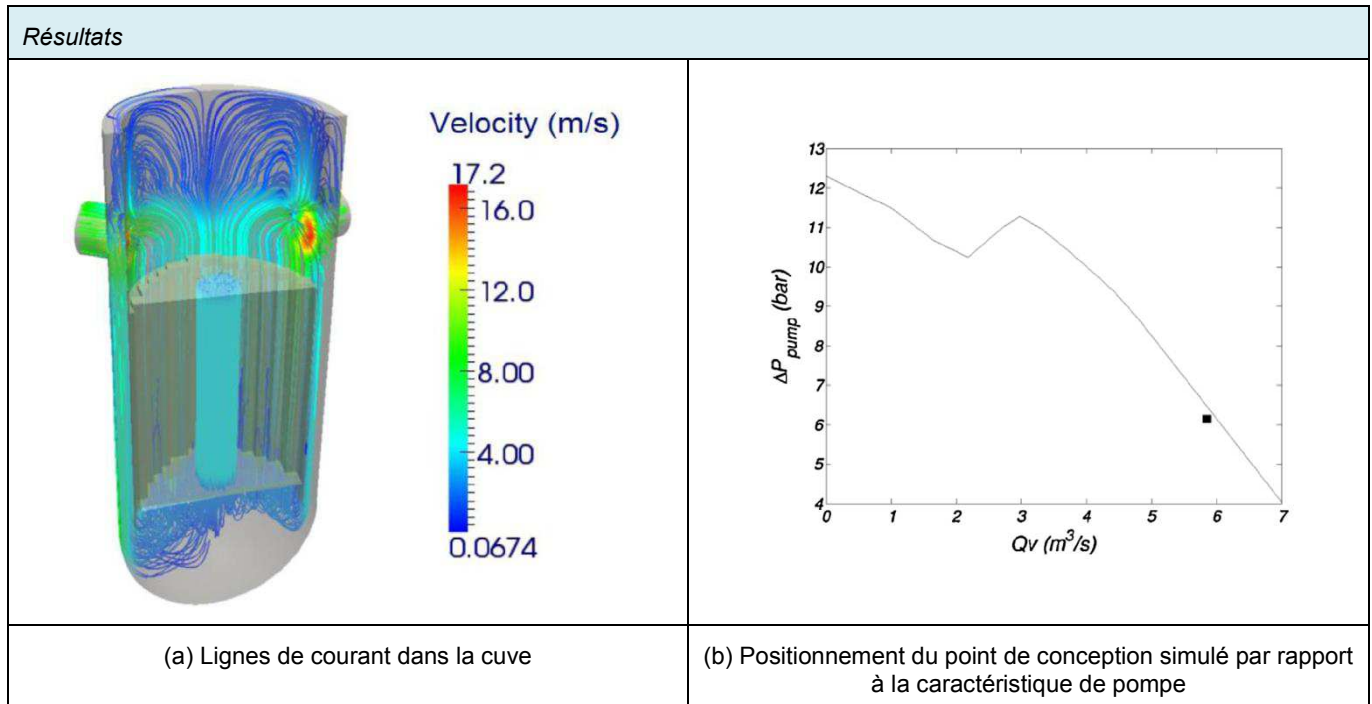 Résultats
Velocity (m/s)
17.2
16.0
12.0
8.00
4.00
0.0674
13
12
11
10
9
8
7
6
5
4
ΔP pump (bar)
0 1 2 3 4 5 6 7
Qv (m³/s)
(a) Lignes de courant dans la cuve
(b) Positionnement du point de conception simulé par rapport
à la caractéristique de pompe